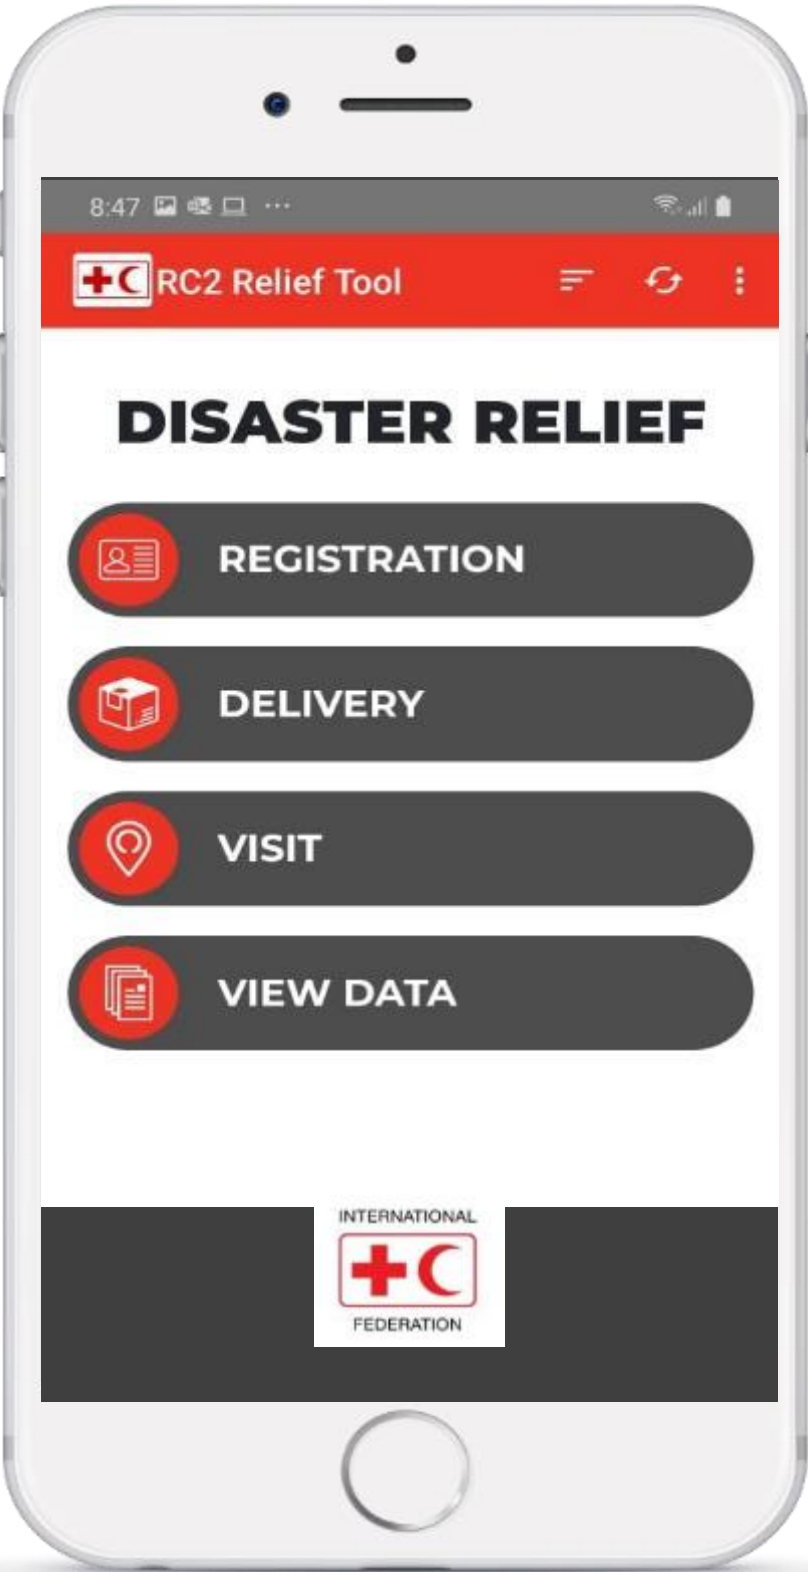 8:47
RC2 Relief Tool
DISASTER RELIEF
REGISTRATION
DELIVERY
VISIT
VIEW DATA
INTERNATIONAL
FEDERATION